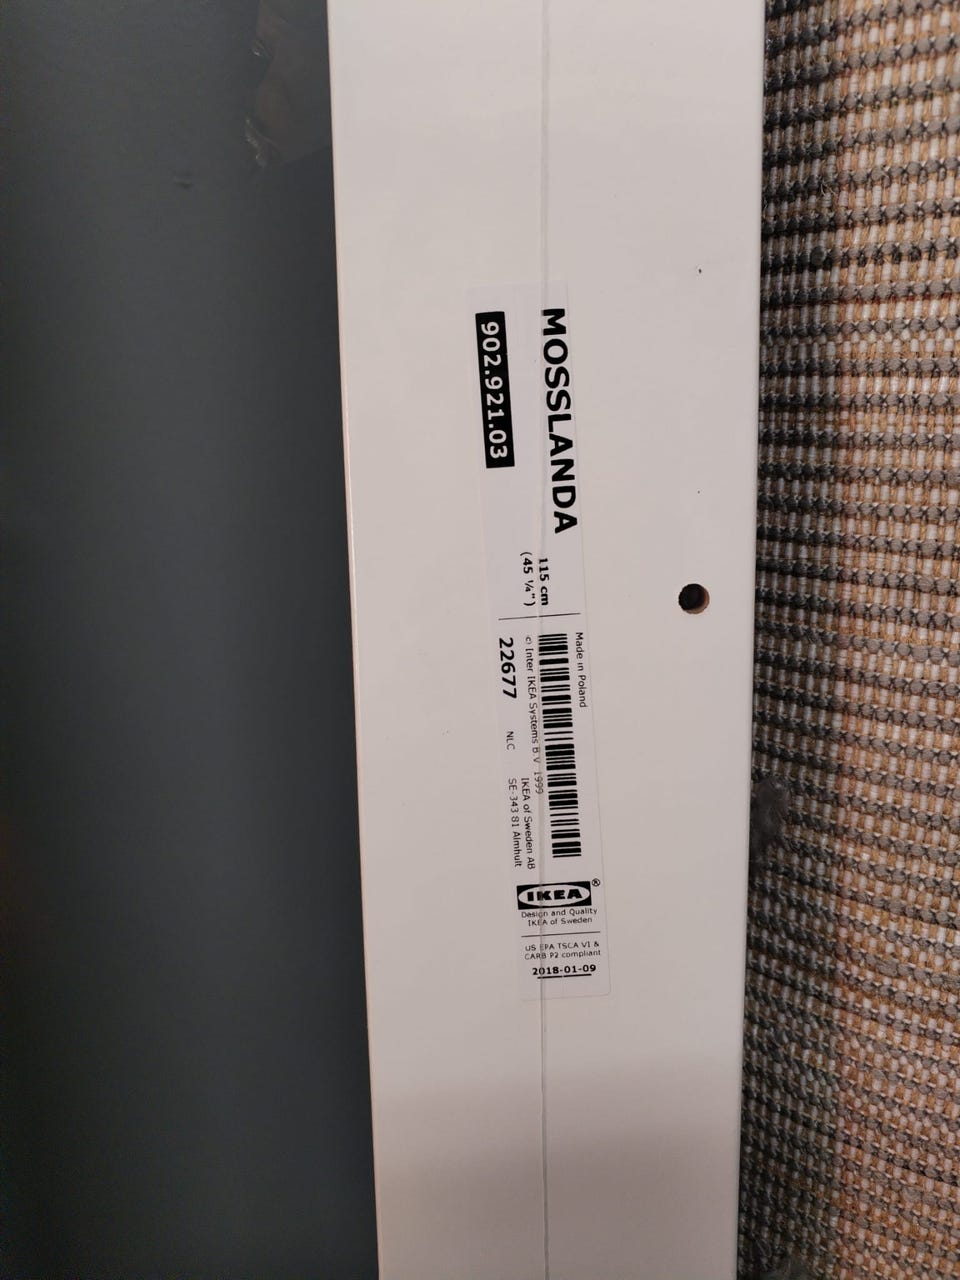 MOSSLANDA
902.921.03
115 cm
(45 ¼")
Made in Poland
© Inter IKEA Systems B.V. 1999
22677
NLC
IKEA of Sweden AB
SE-343 81 Älmhult
IKEA®
Design and Quality
IKEA of Sweden
US EPA TSCA VI &
CARB P2 compliant
2018-01-09